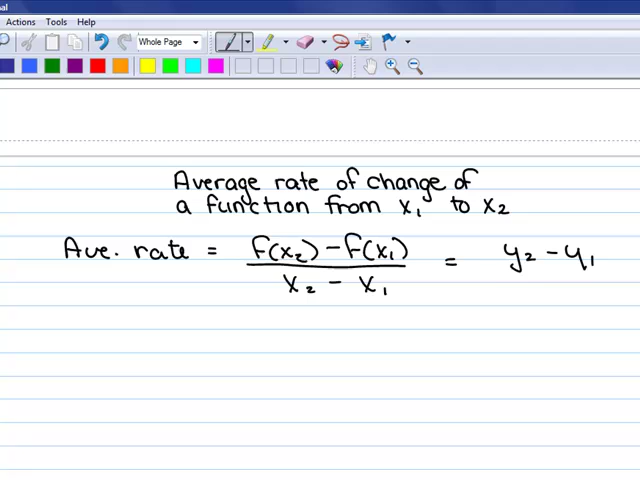 al
Actions Tools Help
Whole Page
Average rate of change of
a function from x₁ to x₂
Ave. rate = f(x₂) - f(x₁) / x₂ - x₁ = y₂ - y₁